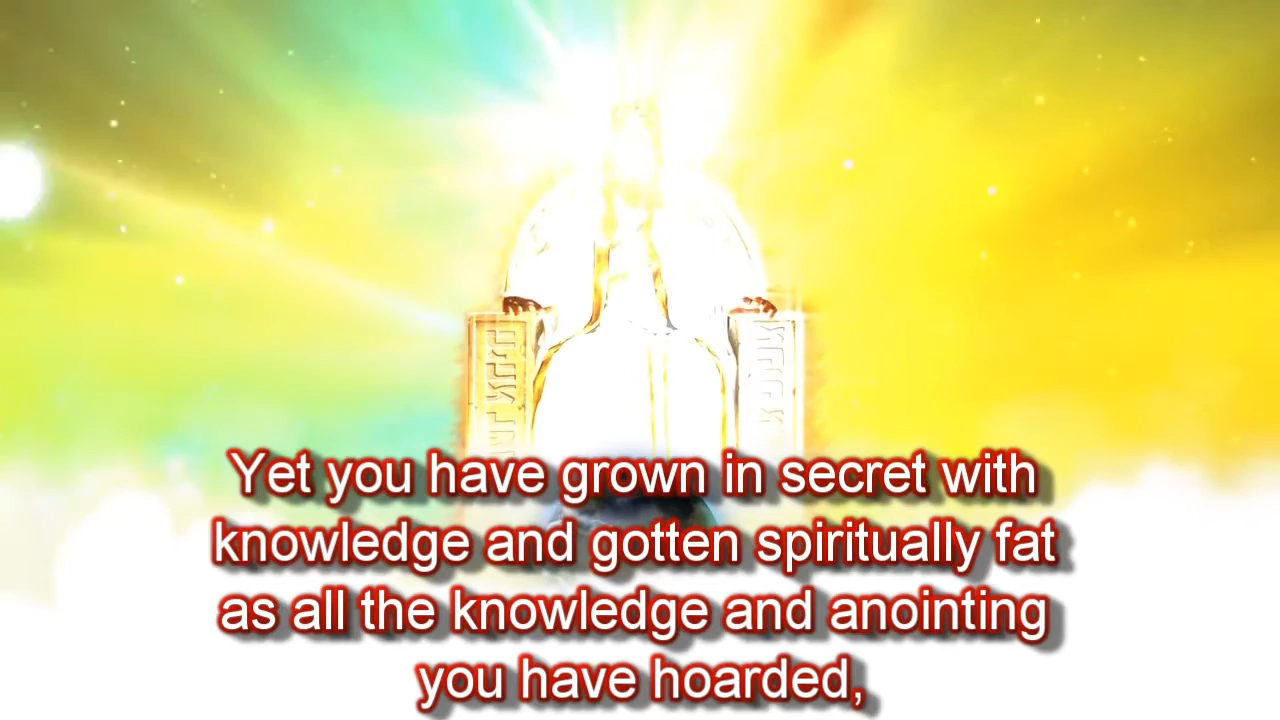 Yet you have grown in secret with
knowledge and gotten spiritually fat
as all the knowledge and anointing
you have hoarded,